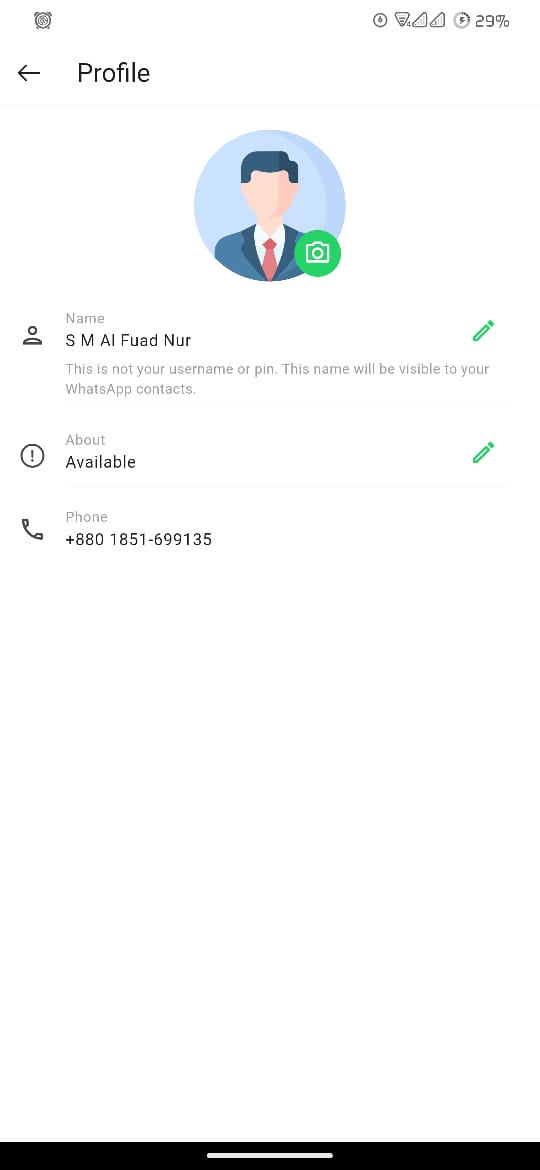 29%
Profile
Name
S M Al Fuad Nur
This is not your username or pin. This name will be visible to your
WhatsApp contacts.
About
Available
Phone
+880 1851-699135